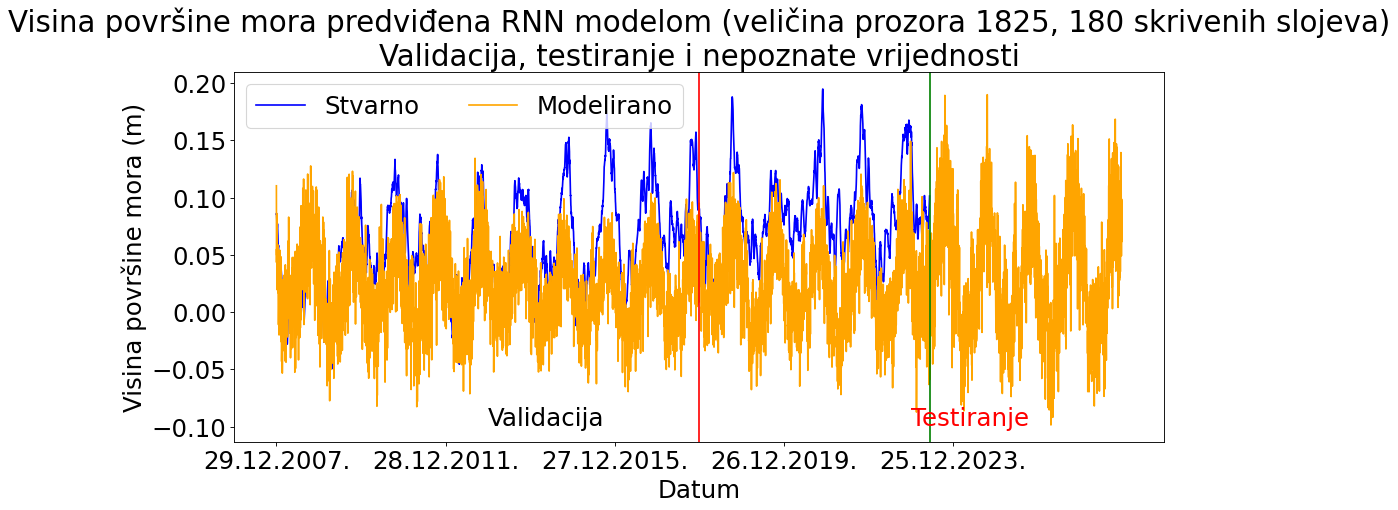 Visina površine mora predviđena RNN modelom (veličina prozora 1825, 180 skrivenih slojeva)
Validacija, testiranje i nepoznate vrijednosti
Stvarno Modelirano
Visina površine mora (m)
0.20
0.15
0.10
0.05
0.00
−0.05
−0.10
Validacija Testiranje
29.12.2007. 28.12.2011. 27.12.2015. 26.12.2019. 25.12.2023.
Datum